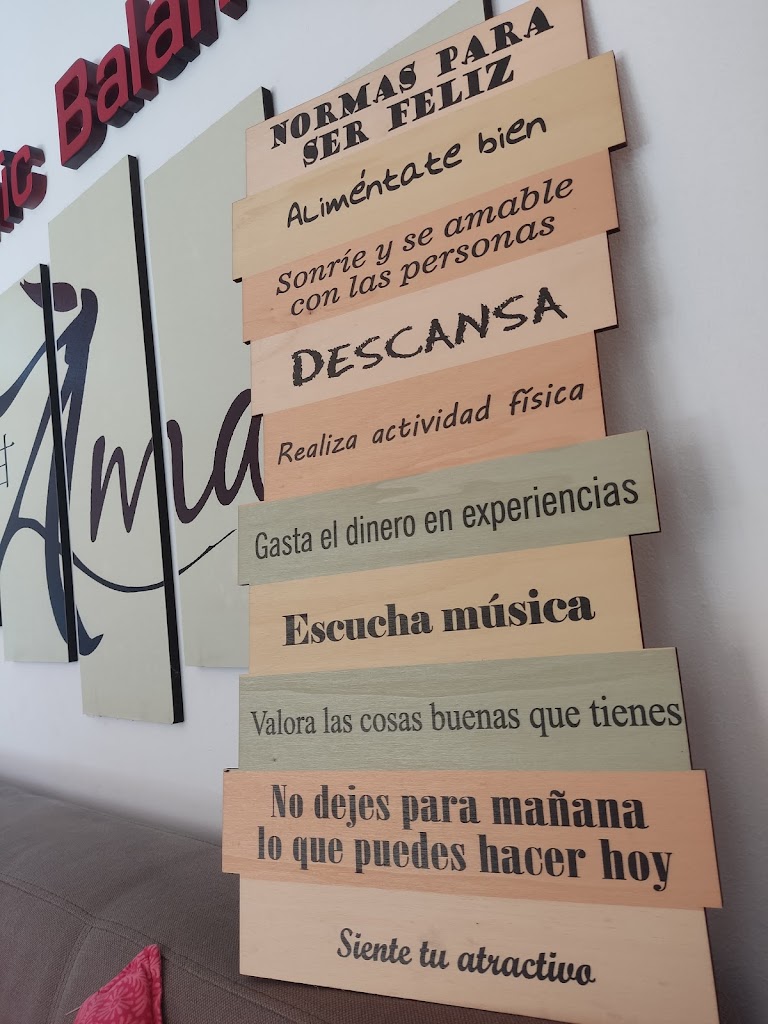 NORMAS PARA
SER FELIZ
Aliméntate bien
Sonríe y se amable
con las personas
DESCANSA
Realiza actividad física
Gasta el dinero en experiencias
Escucha música
Valora las cosas buenas que tienes
No dejes para mañana
lo que puedes hacer hoy
Siente tu atractivo